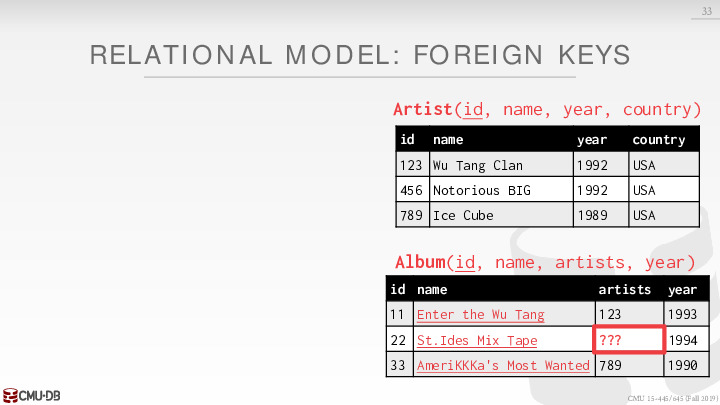 33
RELATIONAL MODEL: FOREIGN KEYS
Artist(id, name, year, country)
id name year country
123 Wu Tang Clan 1992 USA
456 Notorious BIG 1992 USA
789 Ice Cube 1989 USA
Album(id, name, artists, year)
id name artists year
11 Enter the Wu Tang 123 1993
22 St.Ides Mix Tape ??? 1994
33 AmeriKKKa's Most Wanted 789 1990
CMU·DB
CMU 15-445/645 (Fall 2019)